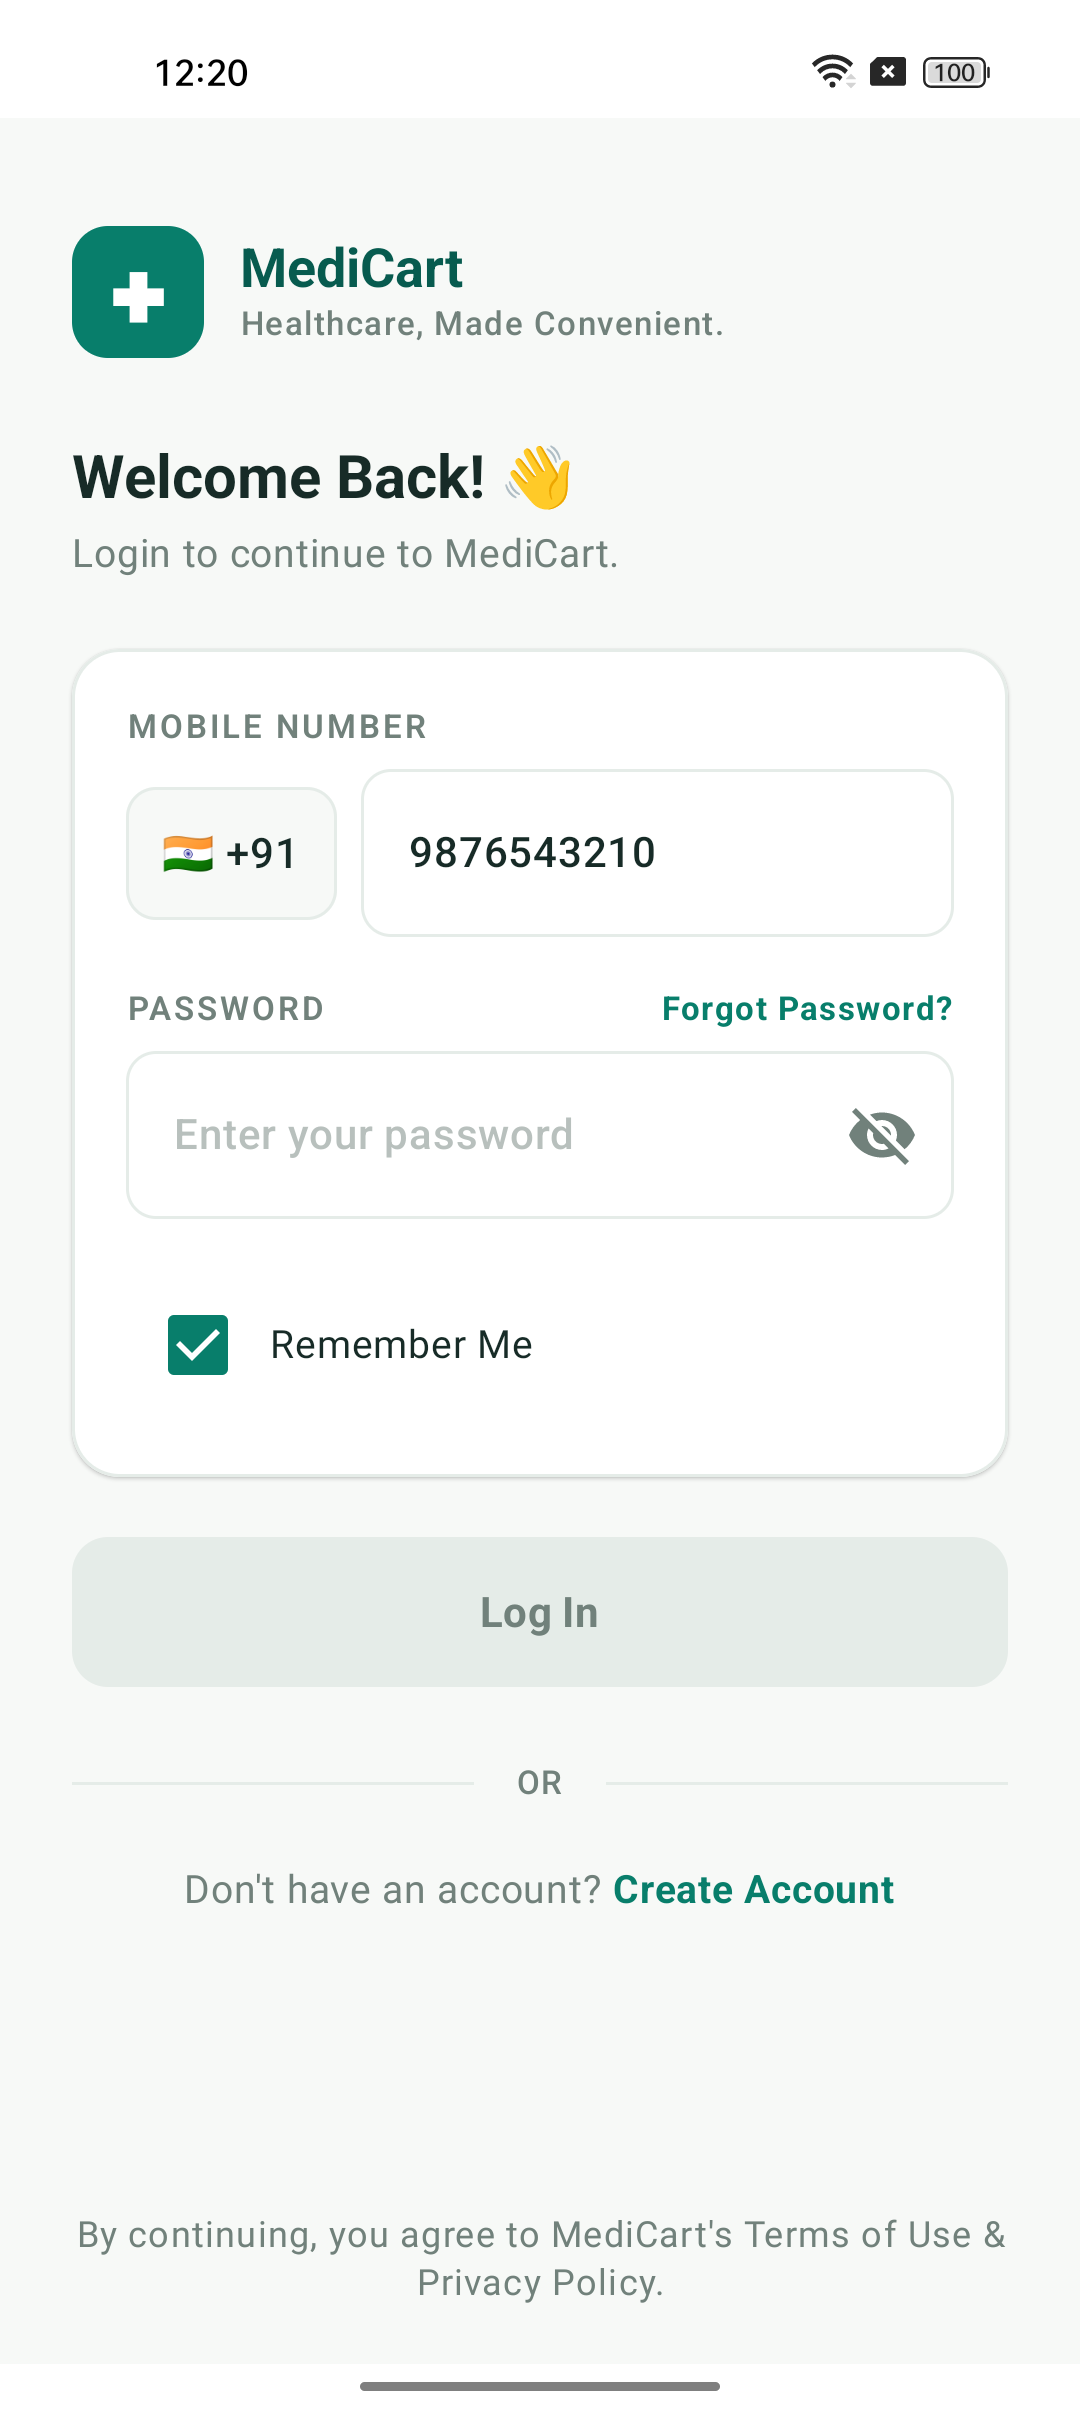 12:20
100
MediCart
Healthcare, Made Convenient.
Welcome Back! 👋
Login to continue to MediCart.
MOBILE NUMBER
🇮🇳 +91 9876543210
PASSWORD Forgot Password?
Enter your password
Remember Me
Log In
OR
Don't have an account? Create Account
By continuing, you agree to MediCart's Terms of Use &
Privacy Policy.